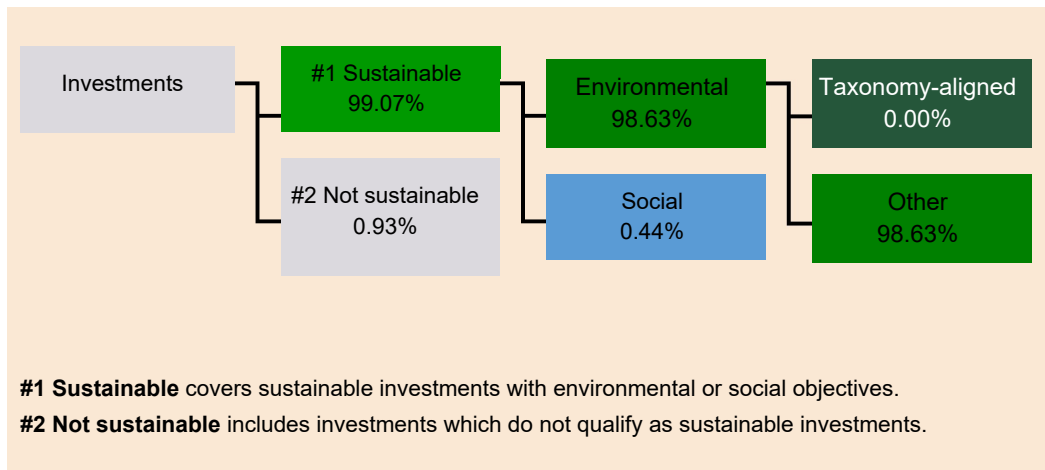 Investments
#1 Sustainable
99.07%
#2 Not sustainable
0.93%
Environmental
98.63%
Social
0.44%
Taxonomy-aligned
0.00%
Other
98.63%
#1 Sustainable covers sustainable investments with environmental or social objectives.
#2 Not sustainable includes investments which do not qualify as sustainable investments.